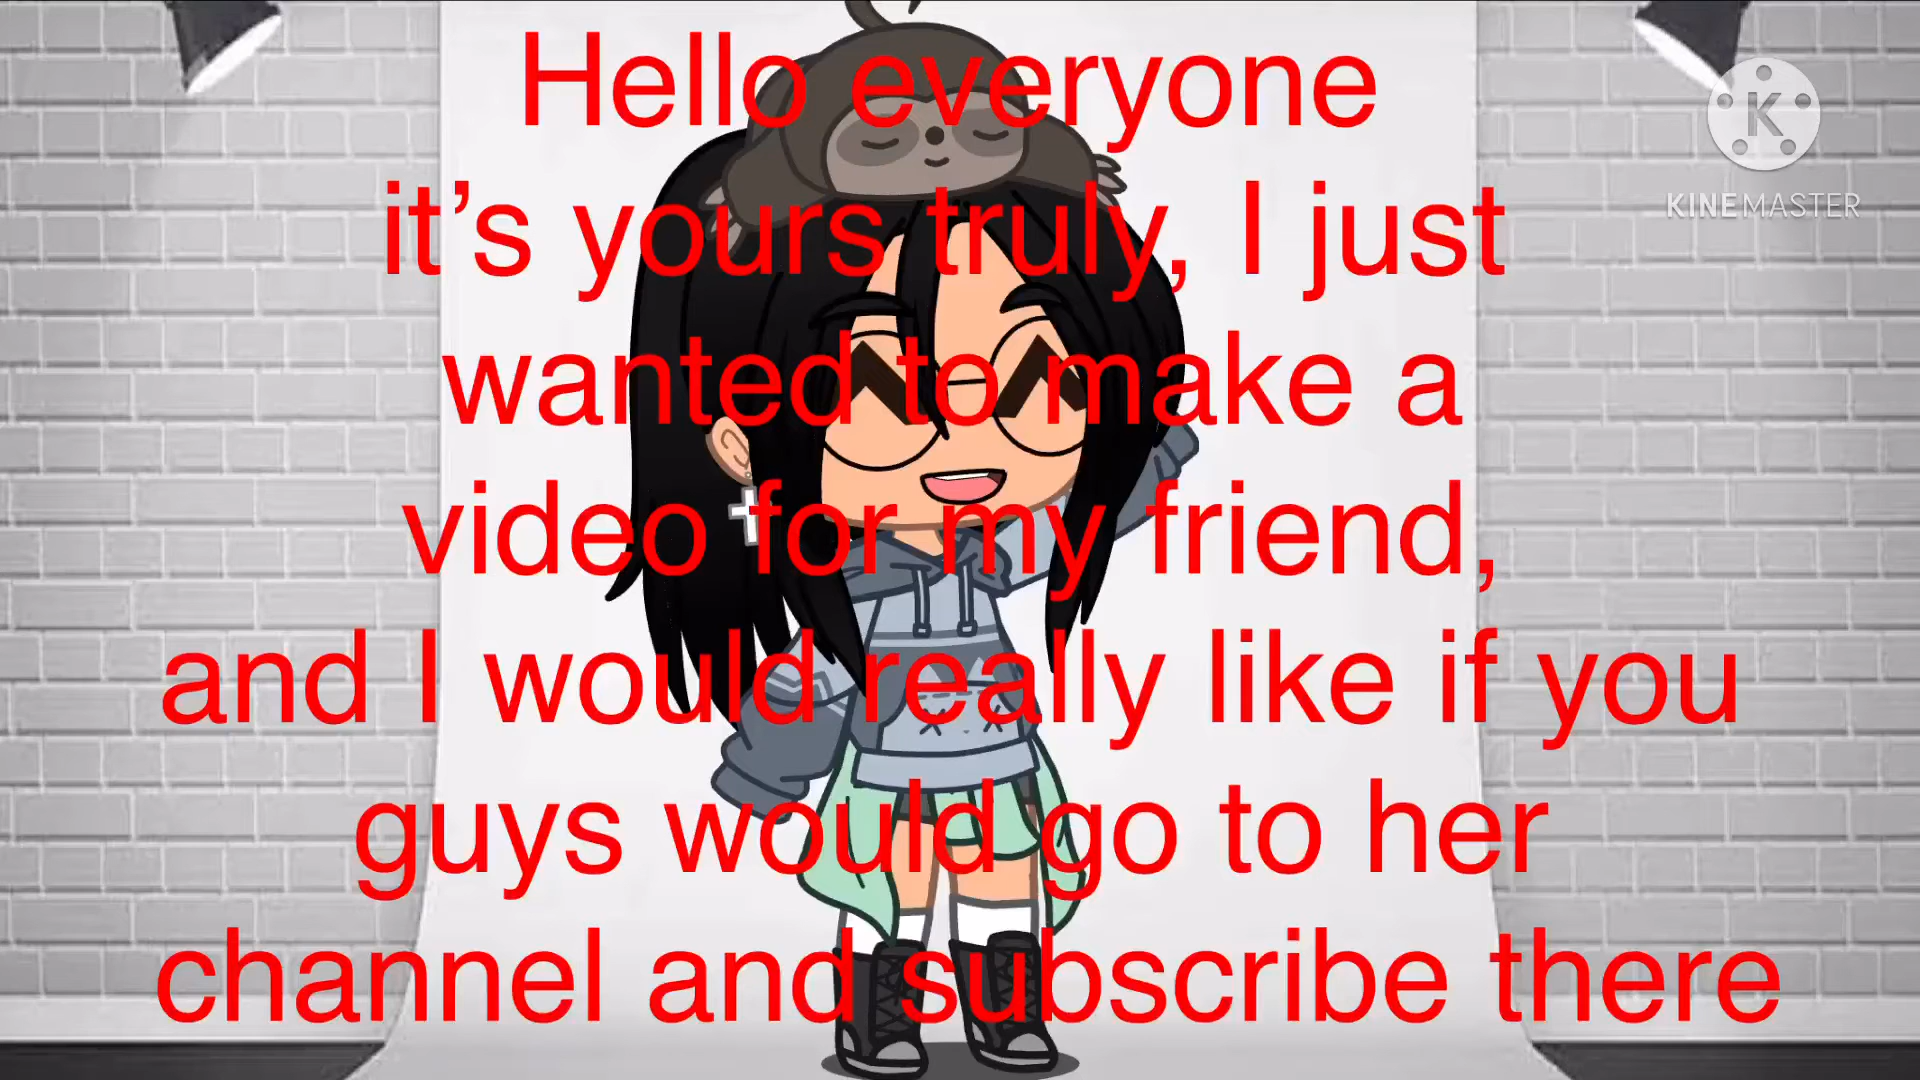 Hello everyone
it’s yours truly, I just
wanted to make a
video for my friend,
and I would really like if you
guys would go to her
channel and subscribe there
K
KINEMASTER